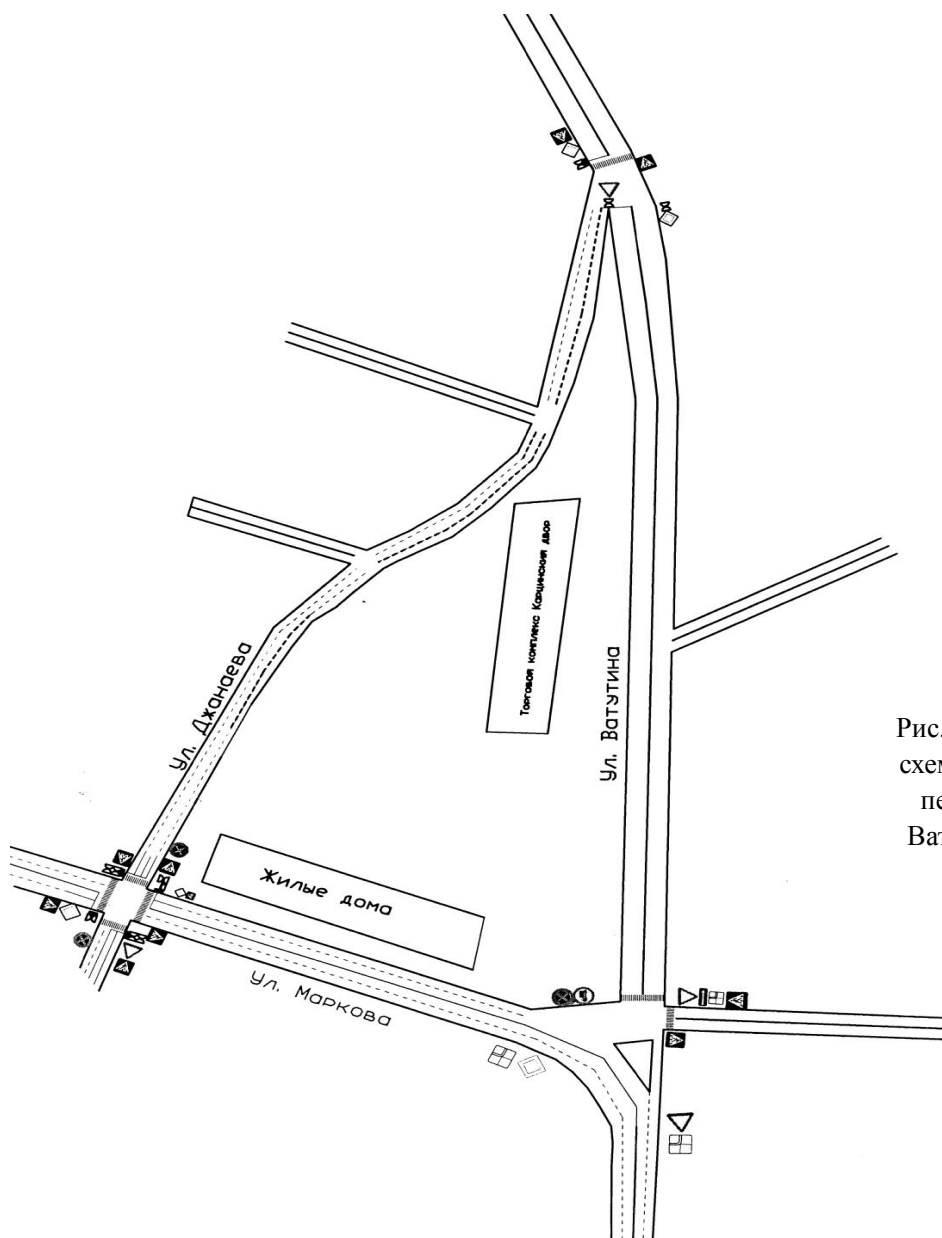 Торговой комплекс Карцинский двор
Ул. Ватутина
Ул. Джанаева
Рис.
схем
пе
Ват
Жилые дома
Ул. Маркова